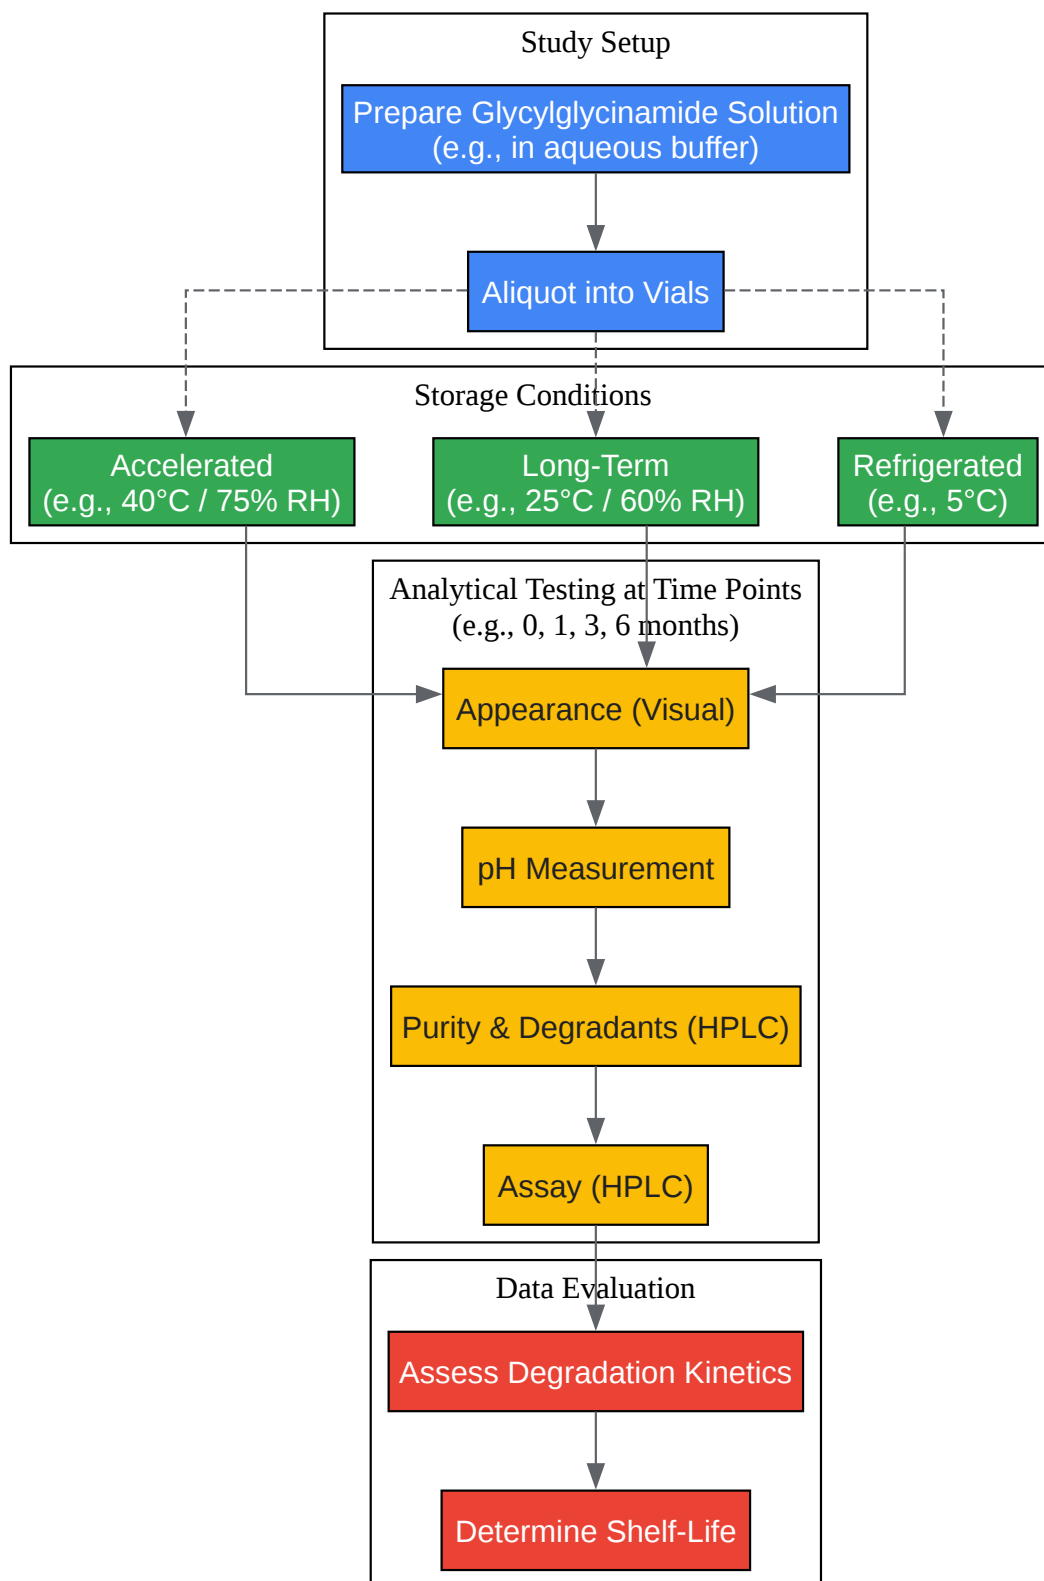 Study Setup
Prepare Glycylglycinamide Solution
(e.g., in aqueous buffer)
Aliquot into Vials
Storage Conditions
Accelerated
(e.g., 40°C / 75% RH)
Long-Term
(e.g., 25°C / 60% RH)
Refrigerated
(e.g., 5°C)
Analytical Testing at Time Points
(e.g., 0, 1, 3, 6 months)
Appearance (Visual)
pH Measurement
Purity & Degradants (HPLC)
Assay (HPLC)
Data Evaluation
Assess Degradation Kinetics
Determine Shelf-Life